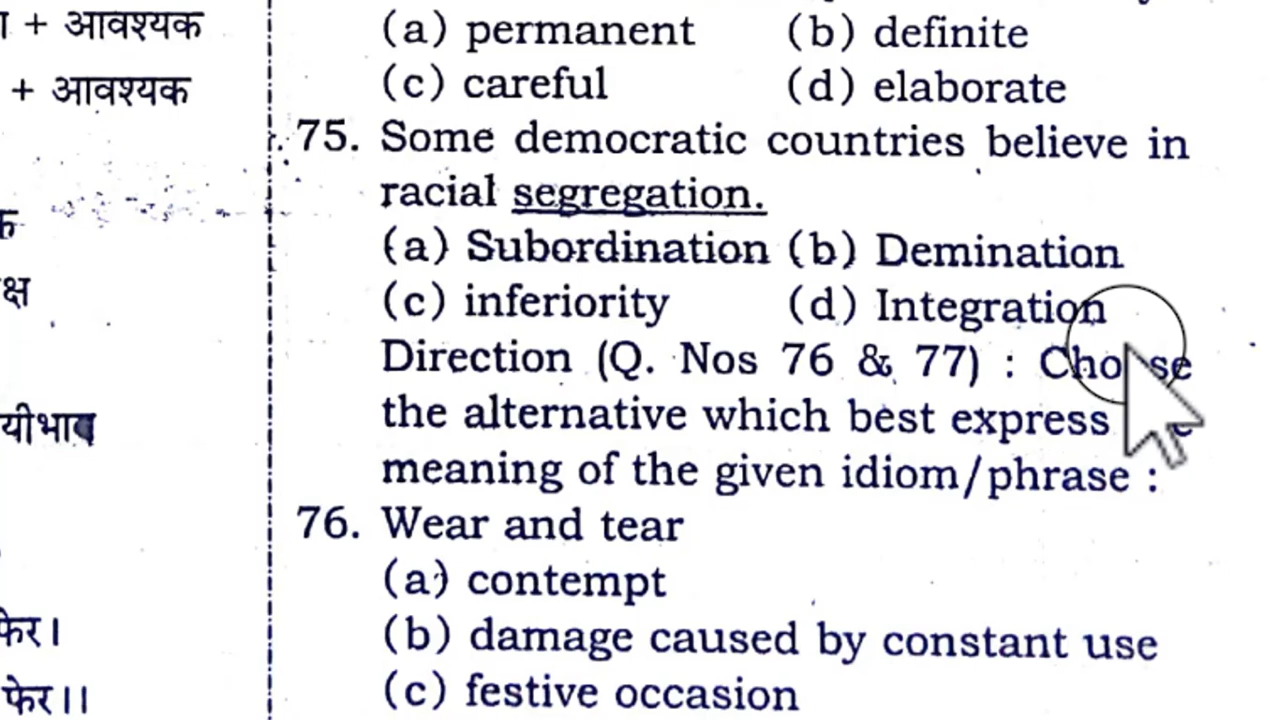 + आवश्यक
+ आवश्यक
क्ष
फेर।
फेर।।
(a) permanent (b) definite
(c) careful (d) elaborate
75. Some democratic countries believe in
racial segregation.
(a) Subordination (b) Demination
(c) inferiority (d) Integration
Direction (Q. Nos 76 & 77) : Choose
the alternative which best express
meaning of the given idiom/phrase :
76. Wear and tear
(a) contempt
(b) damage caused by constant use
(c) festive occasion